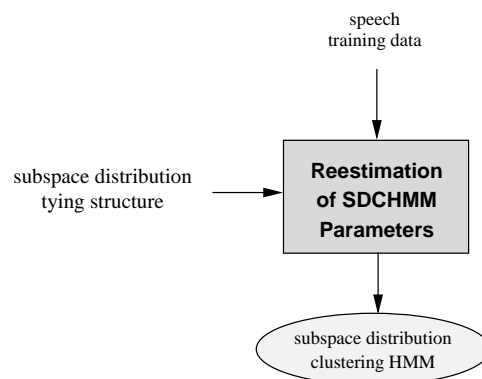 speech
training data
subspace distribution
tying structure
Reestimation
of SDCHMM
Parameters
subspace distribution
clustering HMM